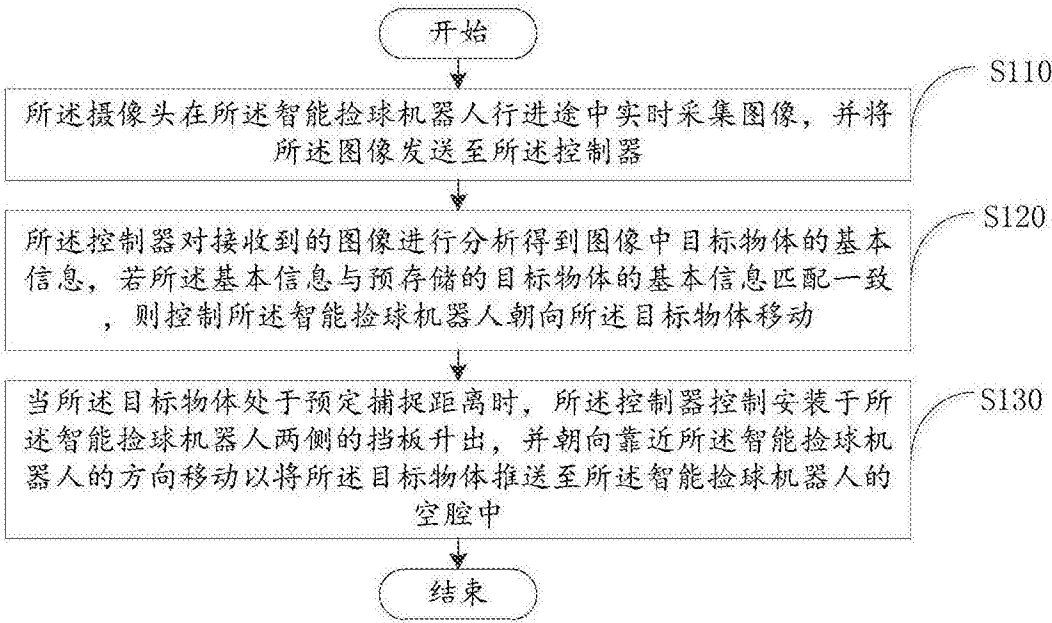 开始
S110
所述摄像头在所述智能捡球机器人行进途中实时采集图像，并将
所述图像发送至所述控制器
S120
所述控制器对接收到的图像进行分析得到图像中目标物体的基本
信息，若所述基本信息与预存储的目标物体的基本信息匹配一致
，则控制所述智能捡球机器人朝向所述目标物体移动
S130
当所述目标物体处于预定捕捉距离时，所述控制器控制安装于所
述智能捡球机器人两侧的挡板升出，并朝向靠近所述智能捡球机
器人的方向移动以将所述目标物体推送至所述智能捡球机器人的
空腔中
结束